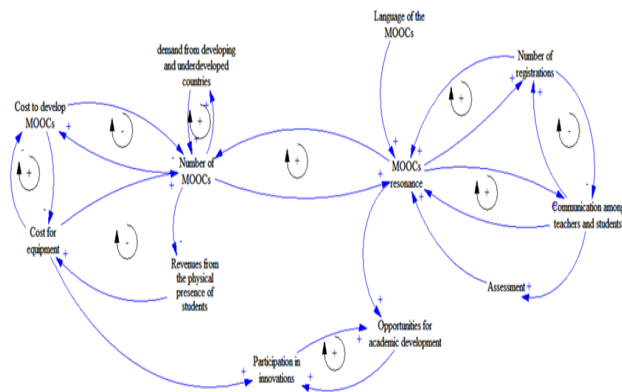 Language of the
MOOCs
demand from developing
and underdeveloped
countries
Number of
registrations
Cost to develop
MOOCs
Number of
MOOCs
MOOCs
resonance
Communication among
teachers and students
Cost for
equipment
Revenues from
the physical
presence of
students
Assessment
Opportunities for
academic development
Participation in
innovations